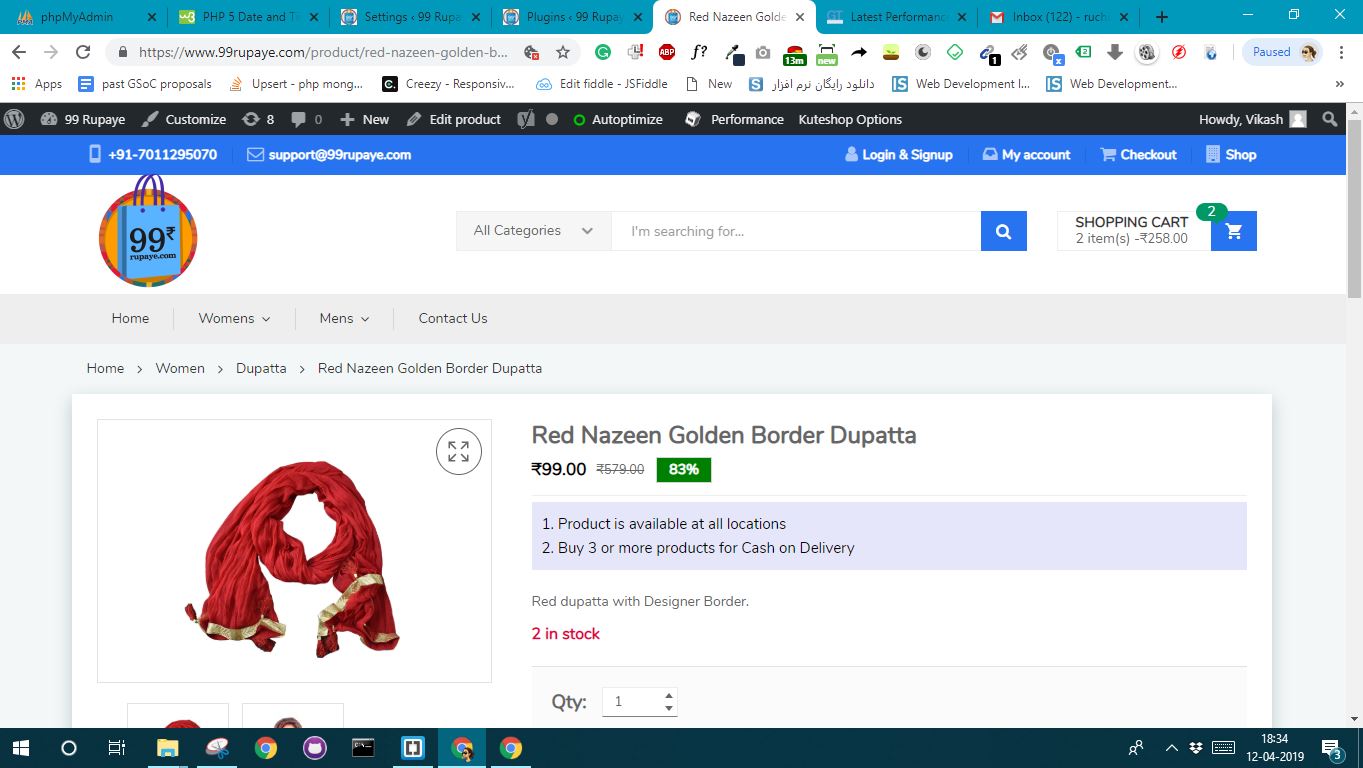 phpMyAdmin
PHP 5 Date and Ti
Settings ‹ 99 Rupa
Plugins ‹ 99 Rupay
Red Nazeen Golde
Latest Performanc
Inbox (122) - ruch
https://www.99rupaye.com/product/red-nazeen-golden-b...
ABP
f?
13m
new
1
x
2
Paused
Apps
past GSoC proposals
Upsert - php mong...
Creezy - Responsiv...
Edit fiddle - JSFiddle
New
دانلود رایگان نرم افزار
Web Development I...
Web Development...
»
99 Rupaye
Customize
8
0
New
Edit product
Autoptimize
Performance
Kuteshop Options
Howdy, Vikash
+91-7011295070
support@99rupaye.com
Login & Signup
My account
Checkout
Shop
99₹
rupaye.com
All Categories
I'm searching for...
SHOPPING CART
2 item(s) -₹258.00
2
Home
Womens
Mens
Contact Us
Home > Women > Dupatta > Red Nazeen Golden Border Dupatta
Red Nazeen Golden Border Dupatta
₹99.00 ₹579.00 83%
1. Product is available at all locations
2. Buy 3 or more products for Cash on Delivery
Red dupatta with Designer Border.
2 in stock
Qty: 1
18:34
12-04-2019
3